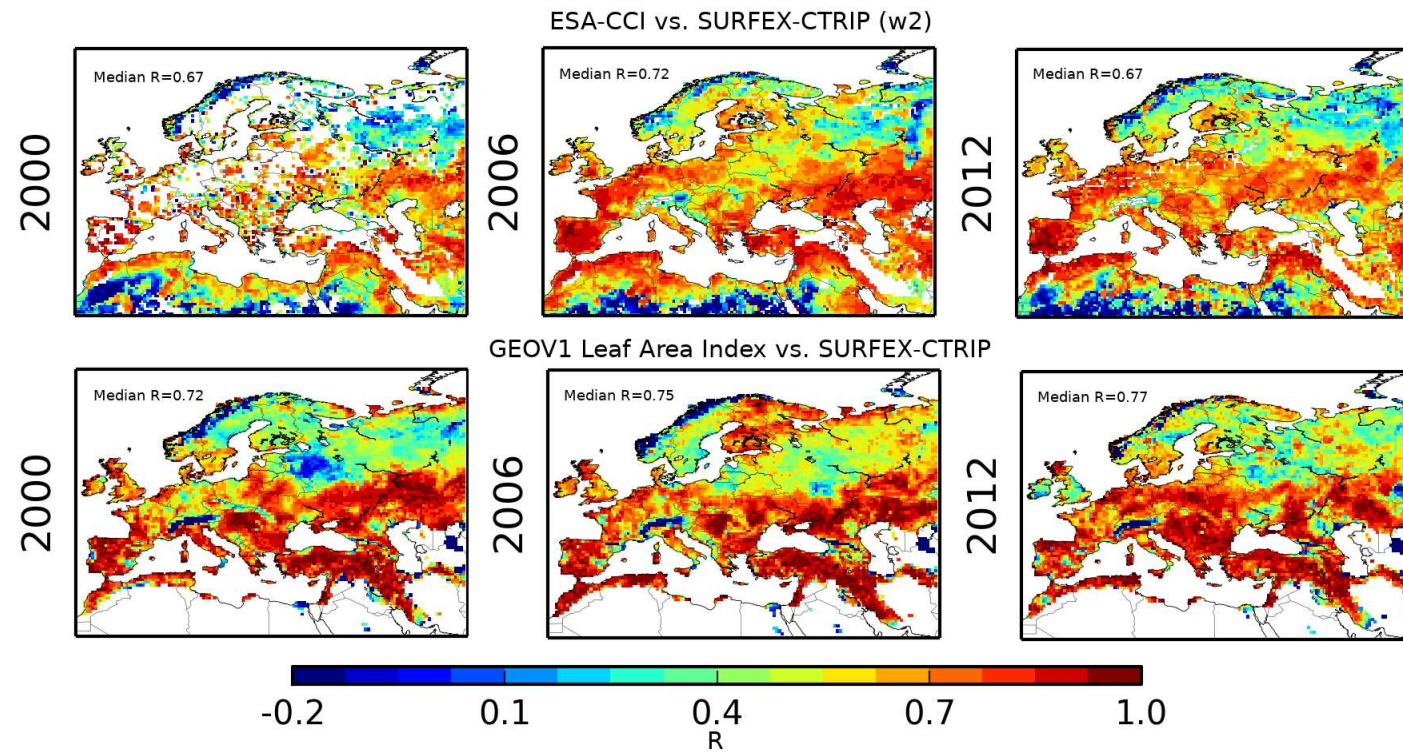 ESA-CCI vs. SURFEX-CTRIP (w2)
2000
Median R=0.67
2006
Median R=0.72
2012
Median R=0.67
GEOV1 Leaf Area Index vs. SURFEX-CTRIP
2000
Median R=0.72
2006
Median R=0.75
2012
Median R=0.77
-0.2 0.1 0.4 0.7 1.0
R